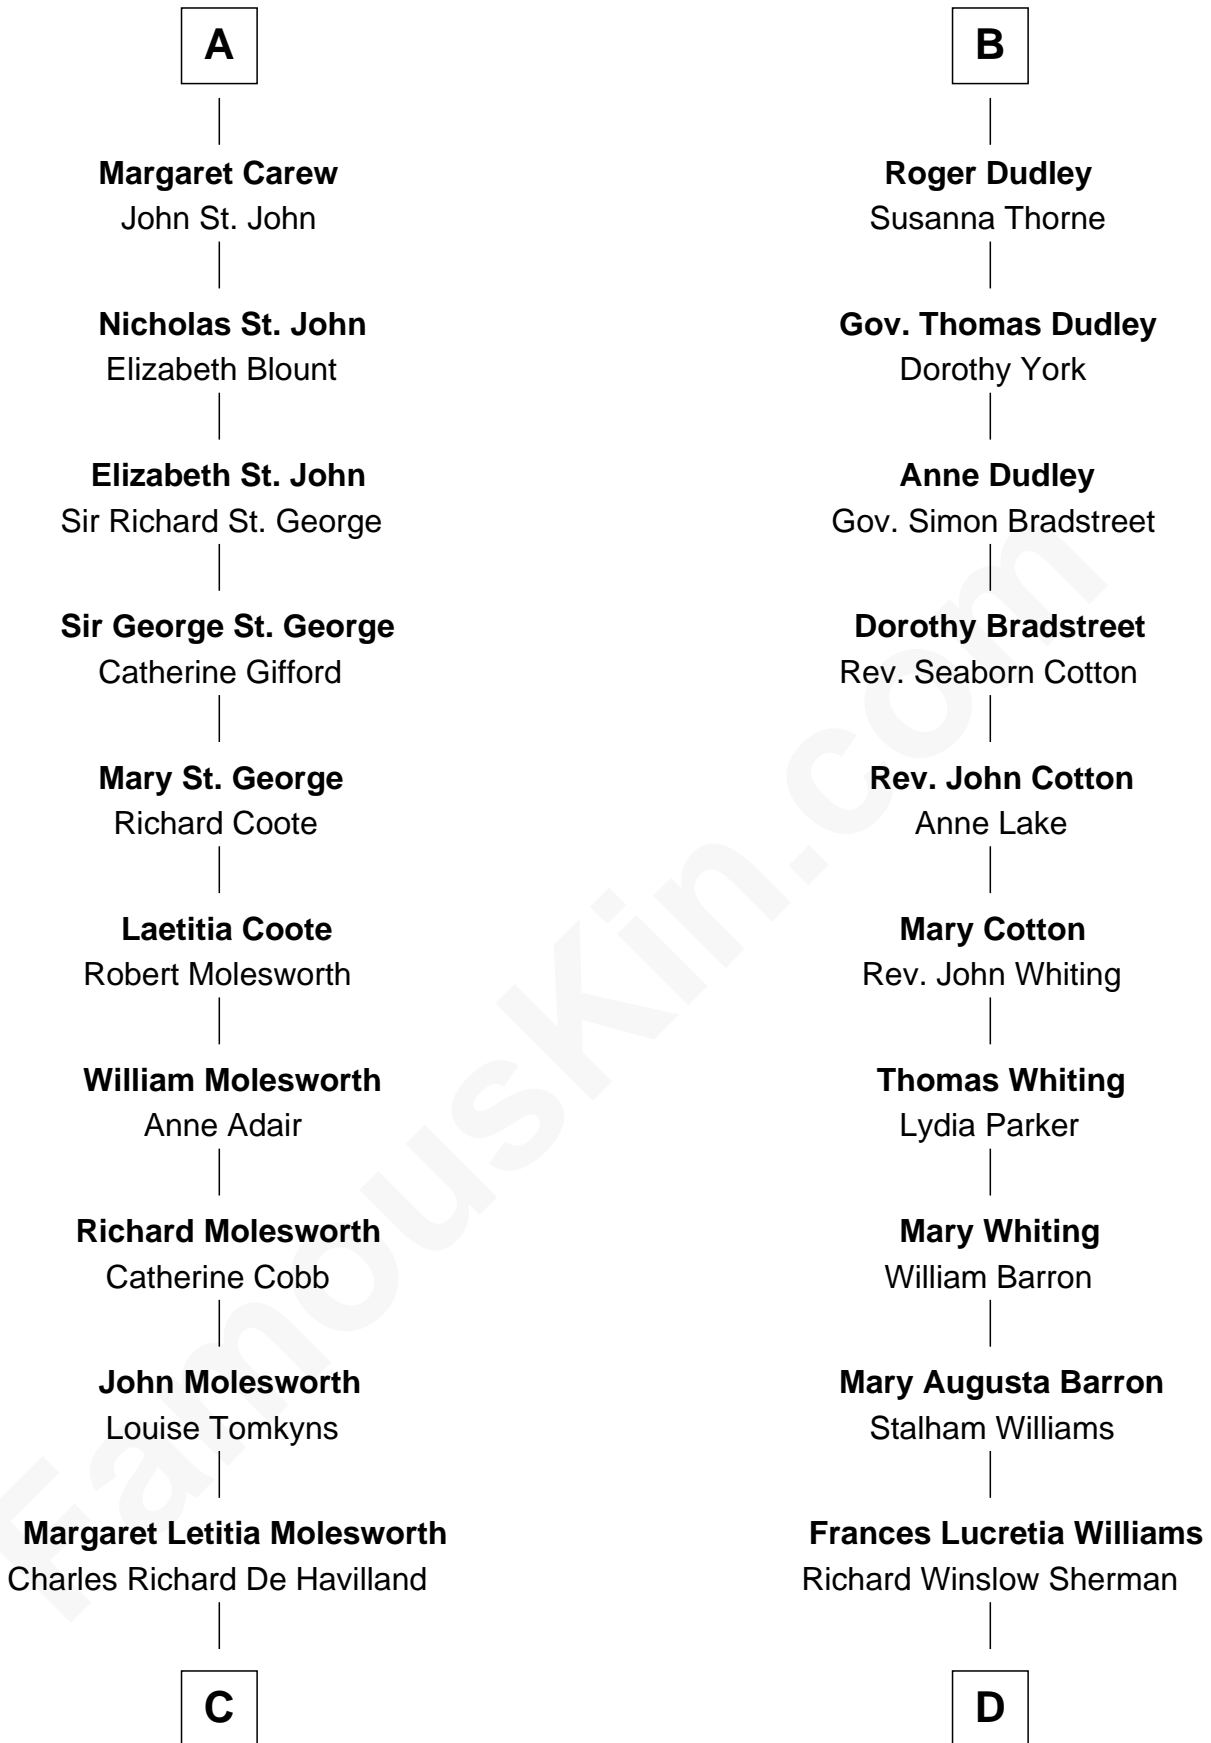 A
Margaret Carew
John St. John
Nicholas St. John
Elizabeth Blount
Elizabeth St. John
Sir Richard St. George
Sir George St. George
Catherine Gifford
Mary St. George
Richard Coote
Laetitia Coote
Robert Molesworth
William Molesworth
Anne Adair
Richard Molesworth
Catherine Cobb
John Molesworth
Louise Tomkyns
Margaret Letitia Molesworth
Charles Richard De Havilland
C
B
Roger Dudley
Susanna Thorne
Gov. Thomas Dudley
Dorothy York
Anne Dudley
Gov. Simon Bradstreet
Dorothy Bradstreet
Rev. Seaborn Cotton
Rev. John Cotton
Anne Lake
Mary Cotton
Rev. John Whiting
Thomas Whiting
Lydia Parker
Mary Whiting
William Barron
Mary Augusta Barron
Stalham Williams
Frances Lucretia Williams
Richard Winslow Sherman
D
FamousKin.com